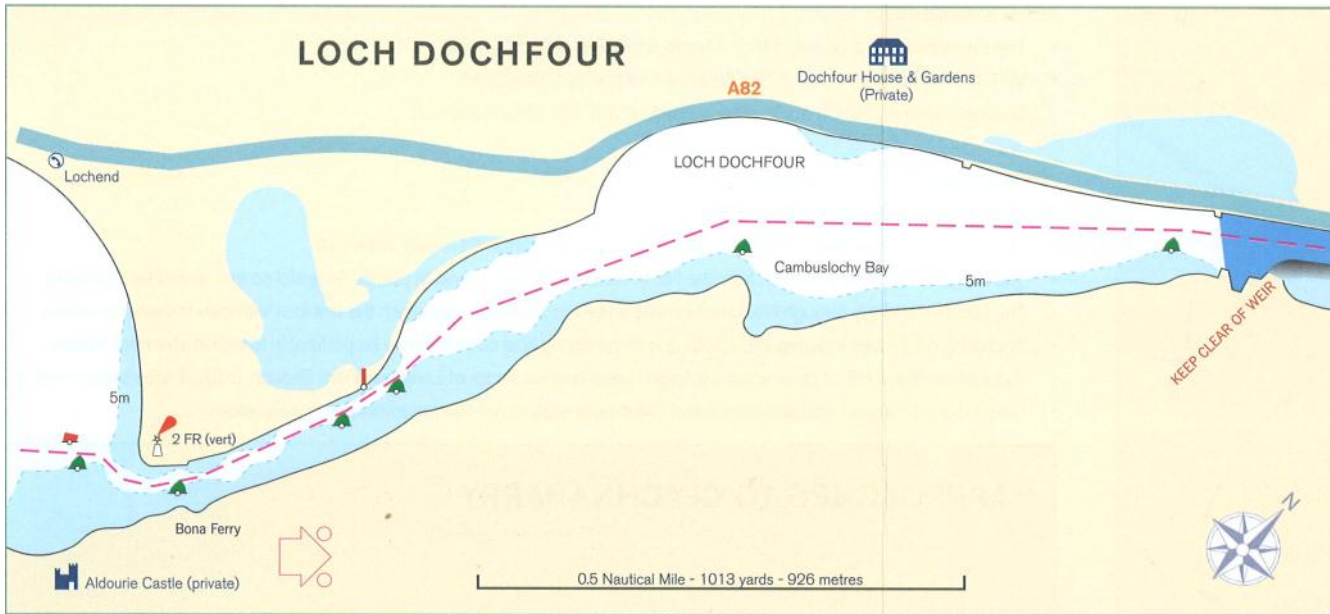 LOCH DOCHFOUR
Dochfour House & Gardens
(Private)
A82
LOCH DOCHFOUR
Lochend
Cambuslochy Bay
5m
KEEP CLEAR OF WEIR
5m
2 FR (vert)
Bona Ferry
Aldourie Castle (private)
0.5 Nautical Mile - 1013 yards - 926 metres
N